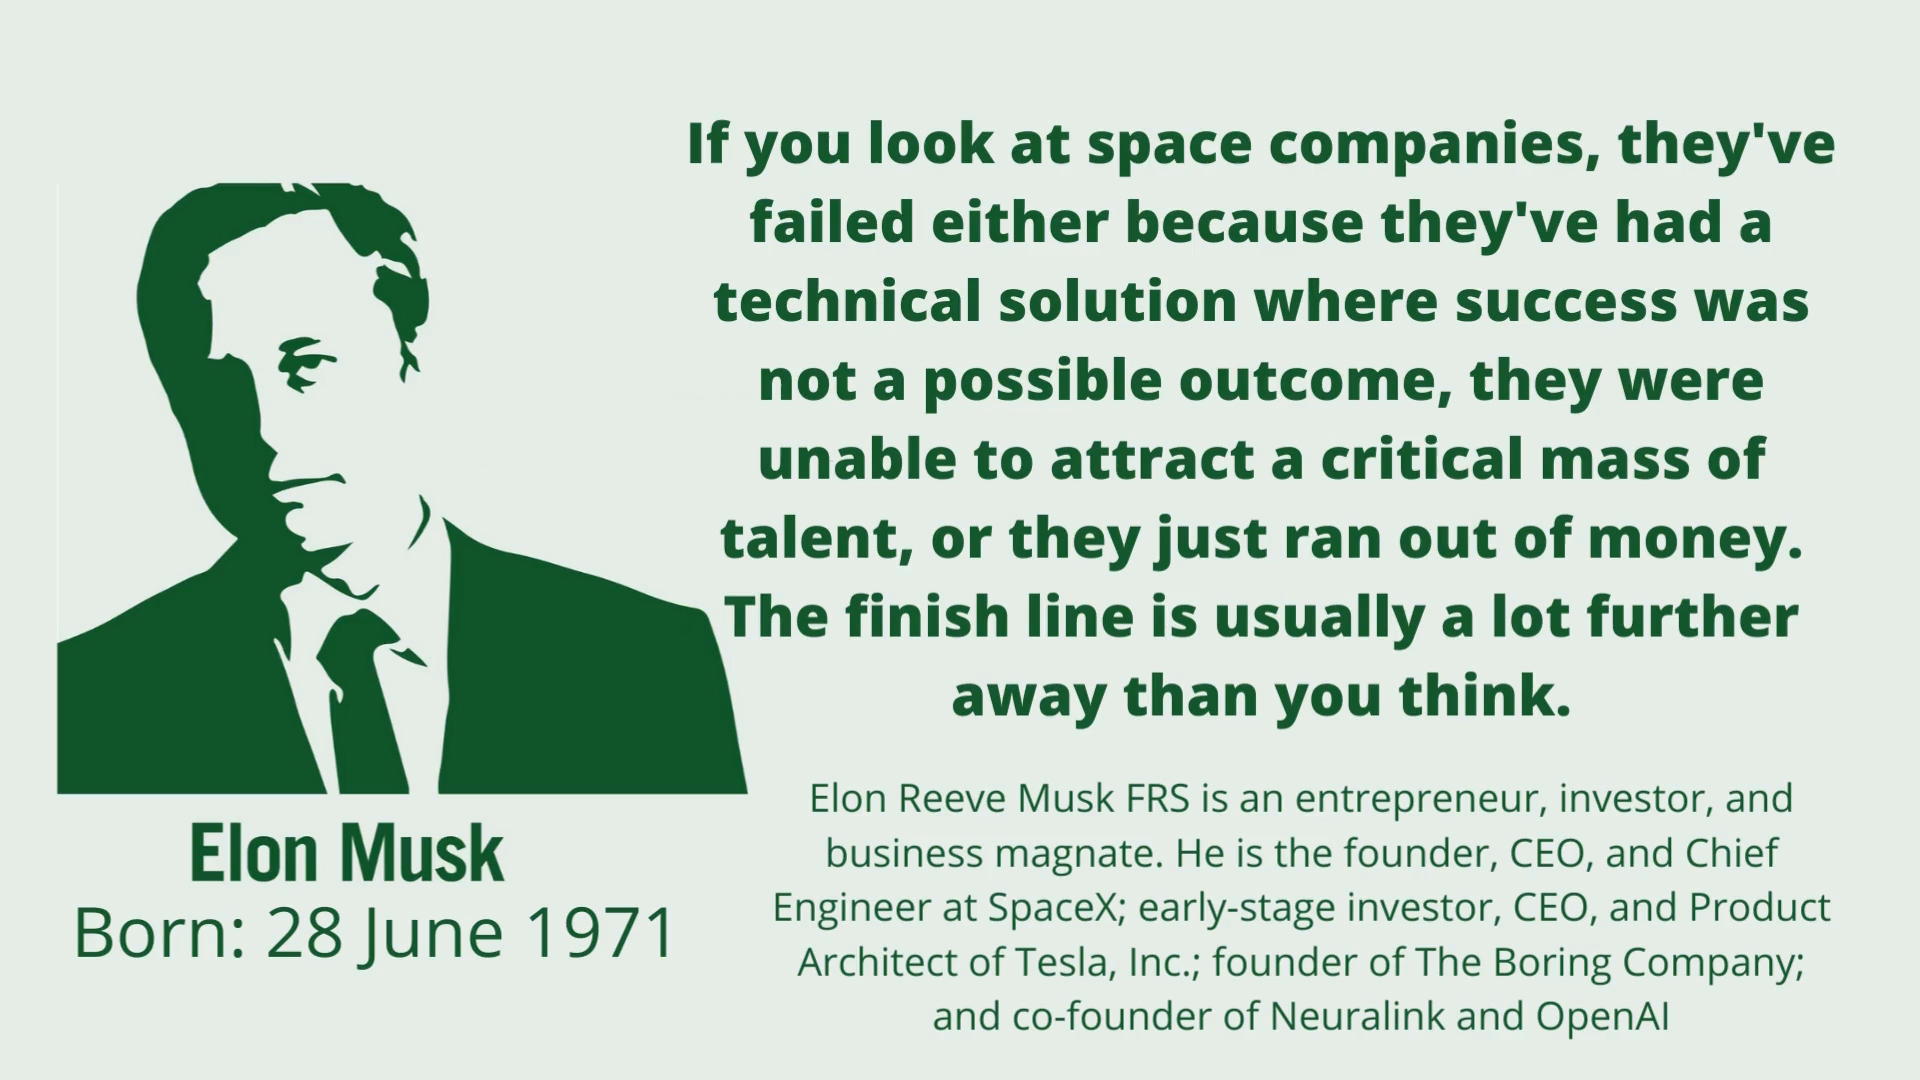 If you look at space companies, they've
failed either because they've had a
technical solution where success was
not a possible outcome, they were
unable to attract a critical mass of
talent, or they just ran out of money.
The finish line is usually a lot further
away than you think.
Elon Musk
Born: 28 June 1971
Elon Reeve Musk FRS is an entrepreneur, investor, and
business magnate. He is the founder, CEO, and Chief
Engineer at SpaceX; early-stage investor, CEO, and Product
Architect of Tesla, Inc.; founder of The Boring Company;
and co-founder of Neuralink and OpenAI